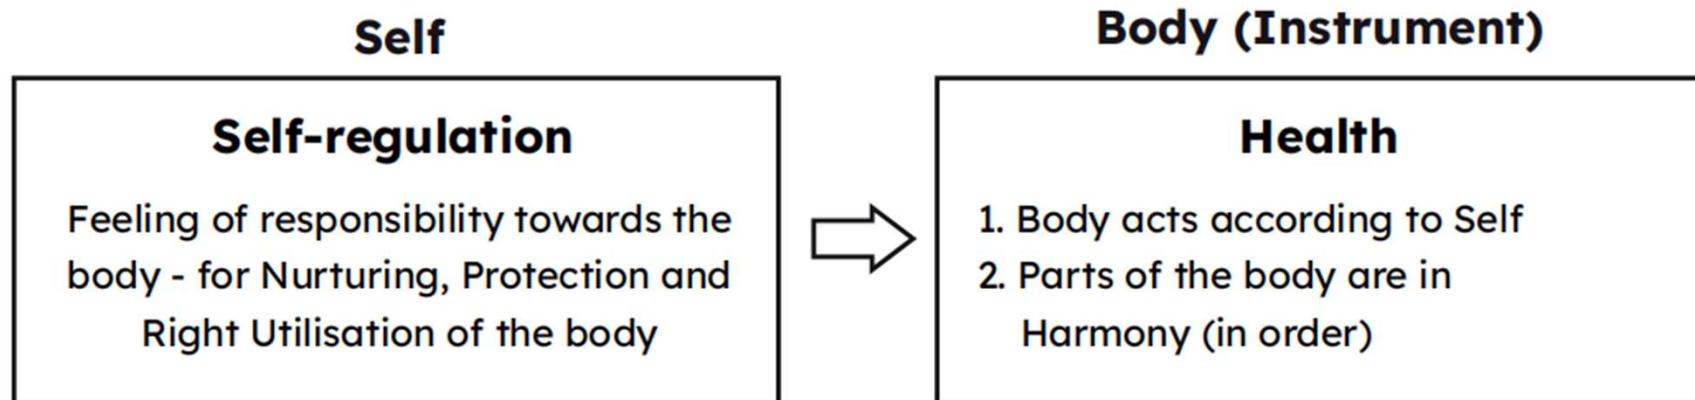 Self
Self-regulation
Feeling of responsibility towards the
body - for Nurturing, Protection and
Right Utilisation of the body
Body (Instrument)
Health
1. Body acts according to Self
2. Parts of the body are in
Harmony (in order)